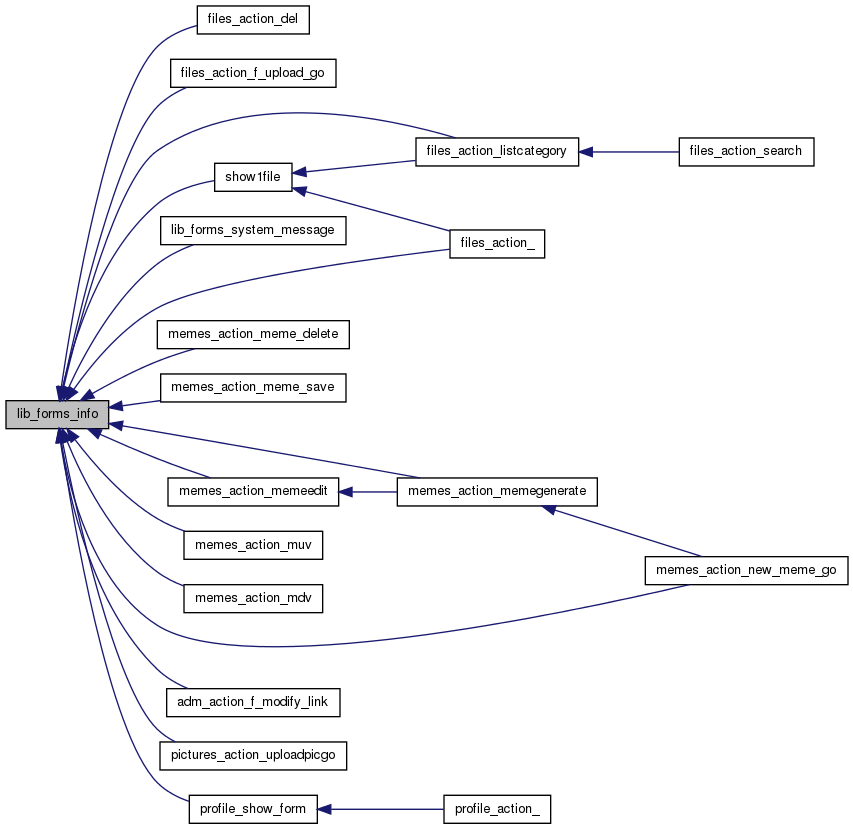 files_action_del
files_action_f_upload_go
files_action_listcategory
files_action_search
show1file
lib_forms_system_message
files_action_
memes_action_meme_delete
memes_action_meme_save
lib_forms_info
memes_action_memeedit
memes_action_memegenerate
memes_action_muv
memes_action_new_meme_go
memes_action_mdv
adm_action_f_modify_link
pictures_action_uploadpicgo
profile_show_form
profile_action_